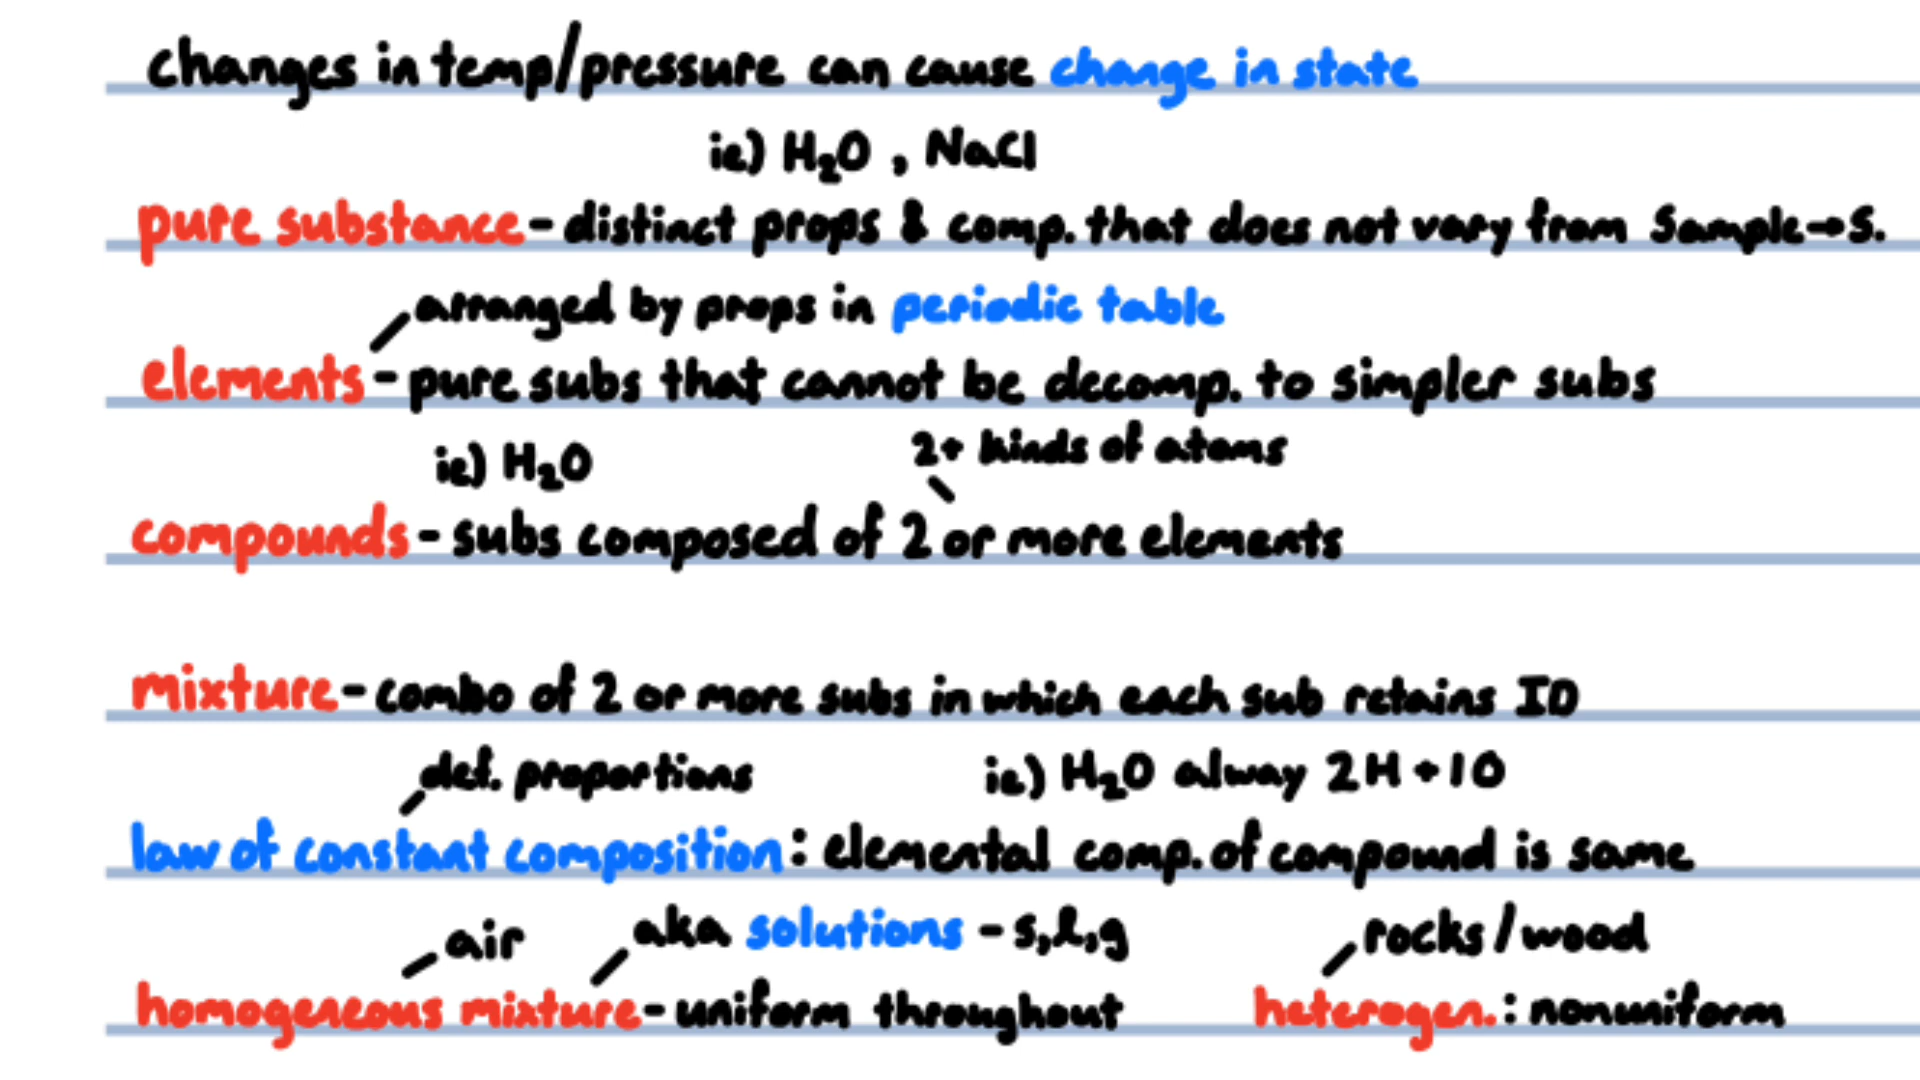 changes in temp/pressure can cause change in state
ie) H₂O , NaCl
pure substance - distinct props & comp. that does not vary from sample→s.
arranged by props in periodic table
elements - pure subs that cannot be decomp. to simpler subs
ie) H₂O 2+ kinds of atoms
compounds - subs composed of 2 or more elements
mixture - combo of 2 or more subs in which each sub retains ID
def. proportions ie) H₂O alway 2H + 1O
law of constant composition: elemental comp. of compound is same
air aka solutions - s,l,g rocks/wood
homogeneous mixture - uniform throughout heterogen.: nonuniform